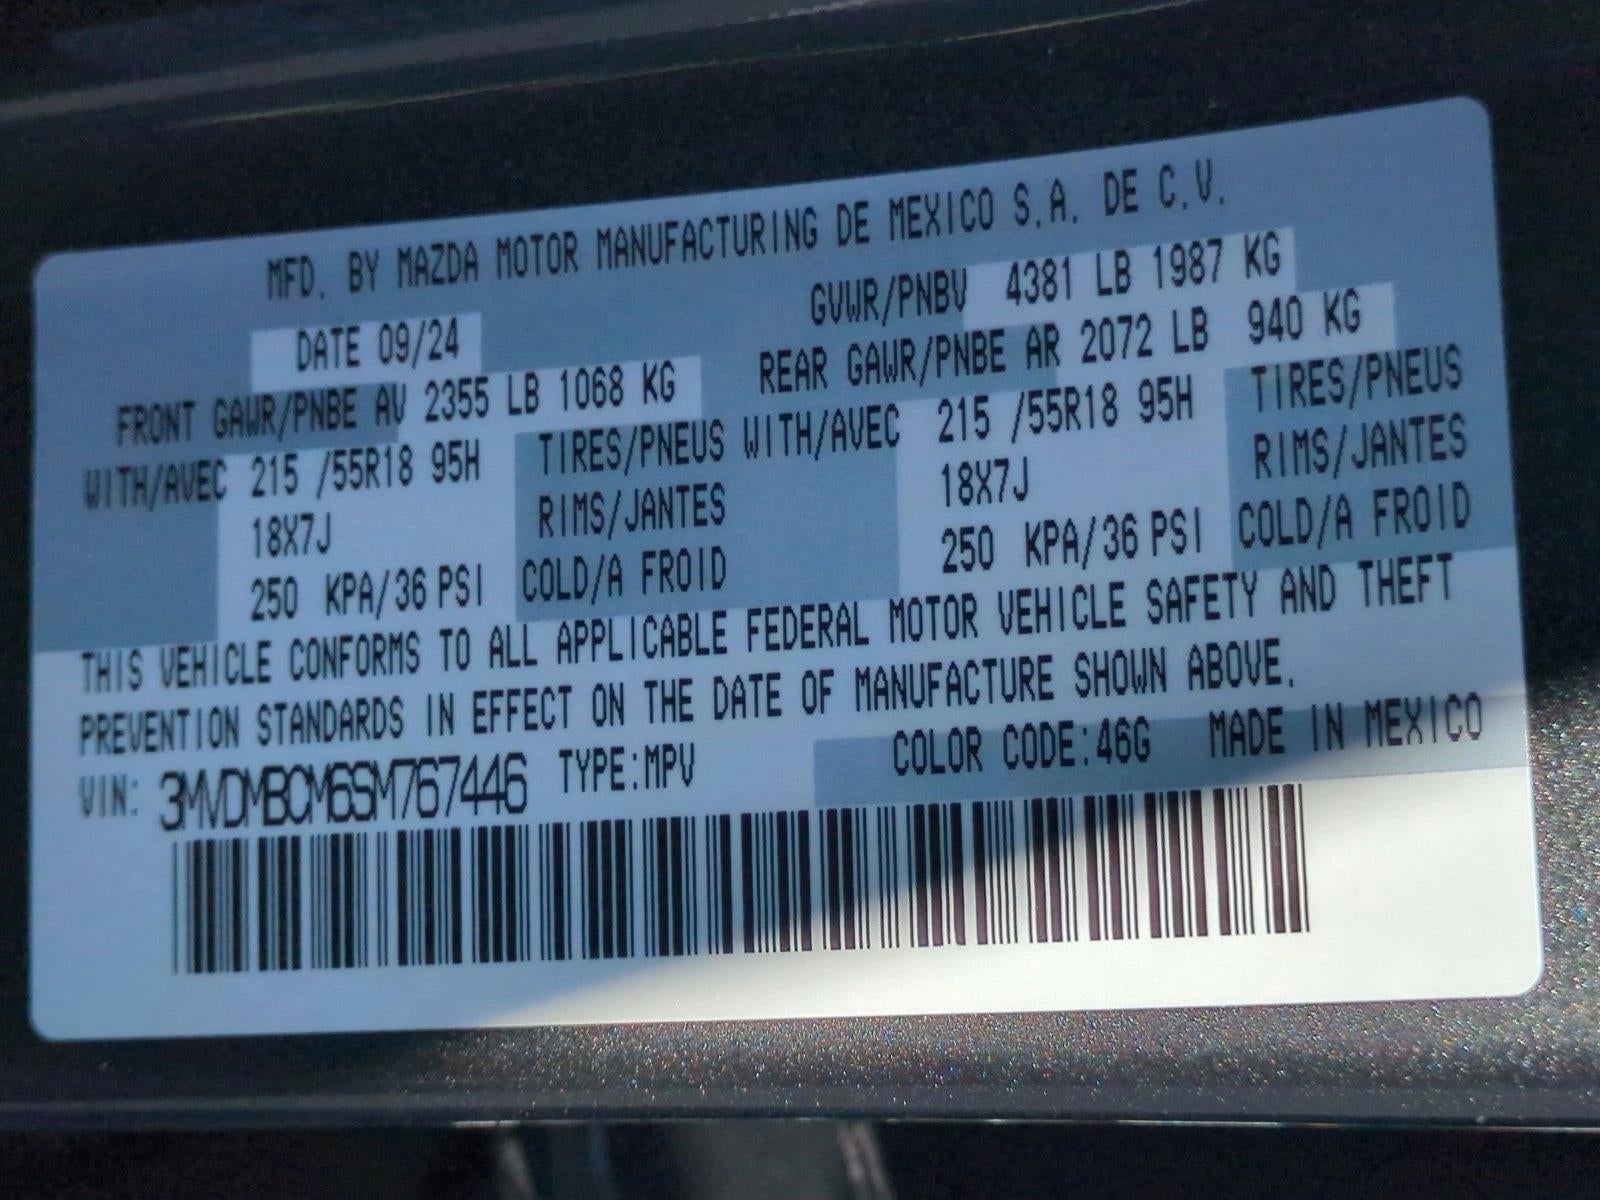 MFD. BY MAZDA MOTOR MANUFACTURING DE MEXICO S.A. DE C.V.
DATE 09/24 GVWR/PNBV 4381 LB 1987 KG
FRONT GAWR/PNBE AV 2355 LB 1068 KG REAR GAWR/PNBE AR 2072 LB 940 KG
WITH/AVEC 215 /55R18 95H TIRES/PNEUS WITH/AVEC 215 /55R18 95H TIRES/PNEUS
18X7J RIMS/JANTES 18X7J RIMS/JANTES
250 KPA/36 PSI COLD/A FROID 250 KPA/36 PSI COLD/A FROID
THIS VEHICLE CONFORMS TO ALL APPLICABLE FEDERAL MOTOR VEHICLE SAFETY AND THEFT
PREVENTION STANDARDS IN EFFECT ON THE DATE OF MANUFACTURE SHOWN ABOVE.
VIN: 3MVDMBCM6SM767446 TYPE:MPV COLOR CODE:46G MADE IN MEXICO